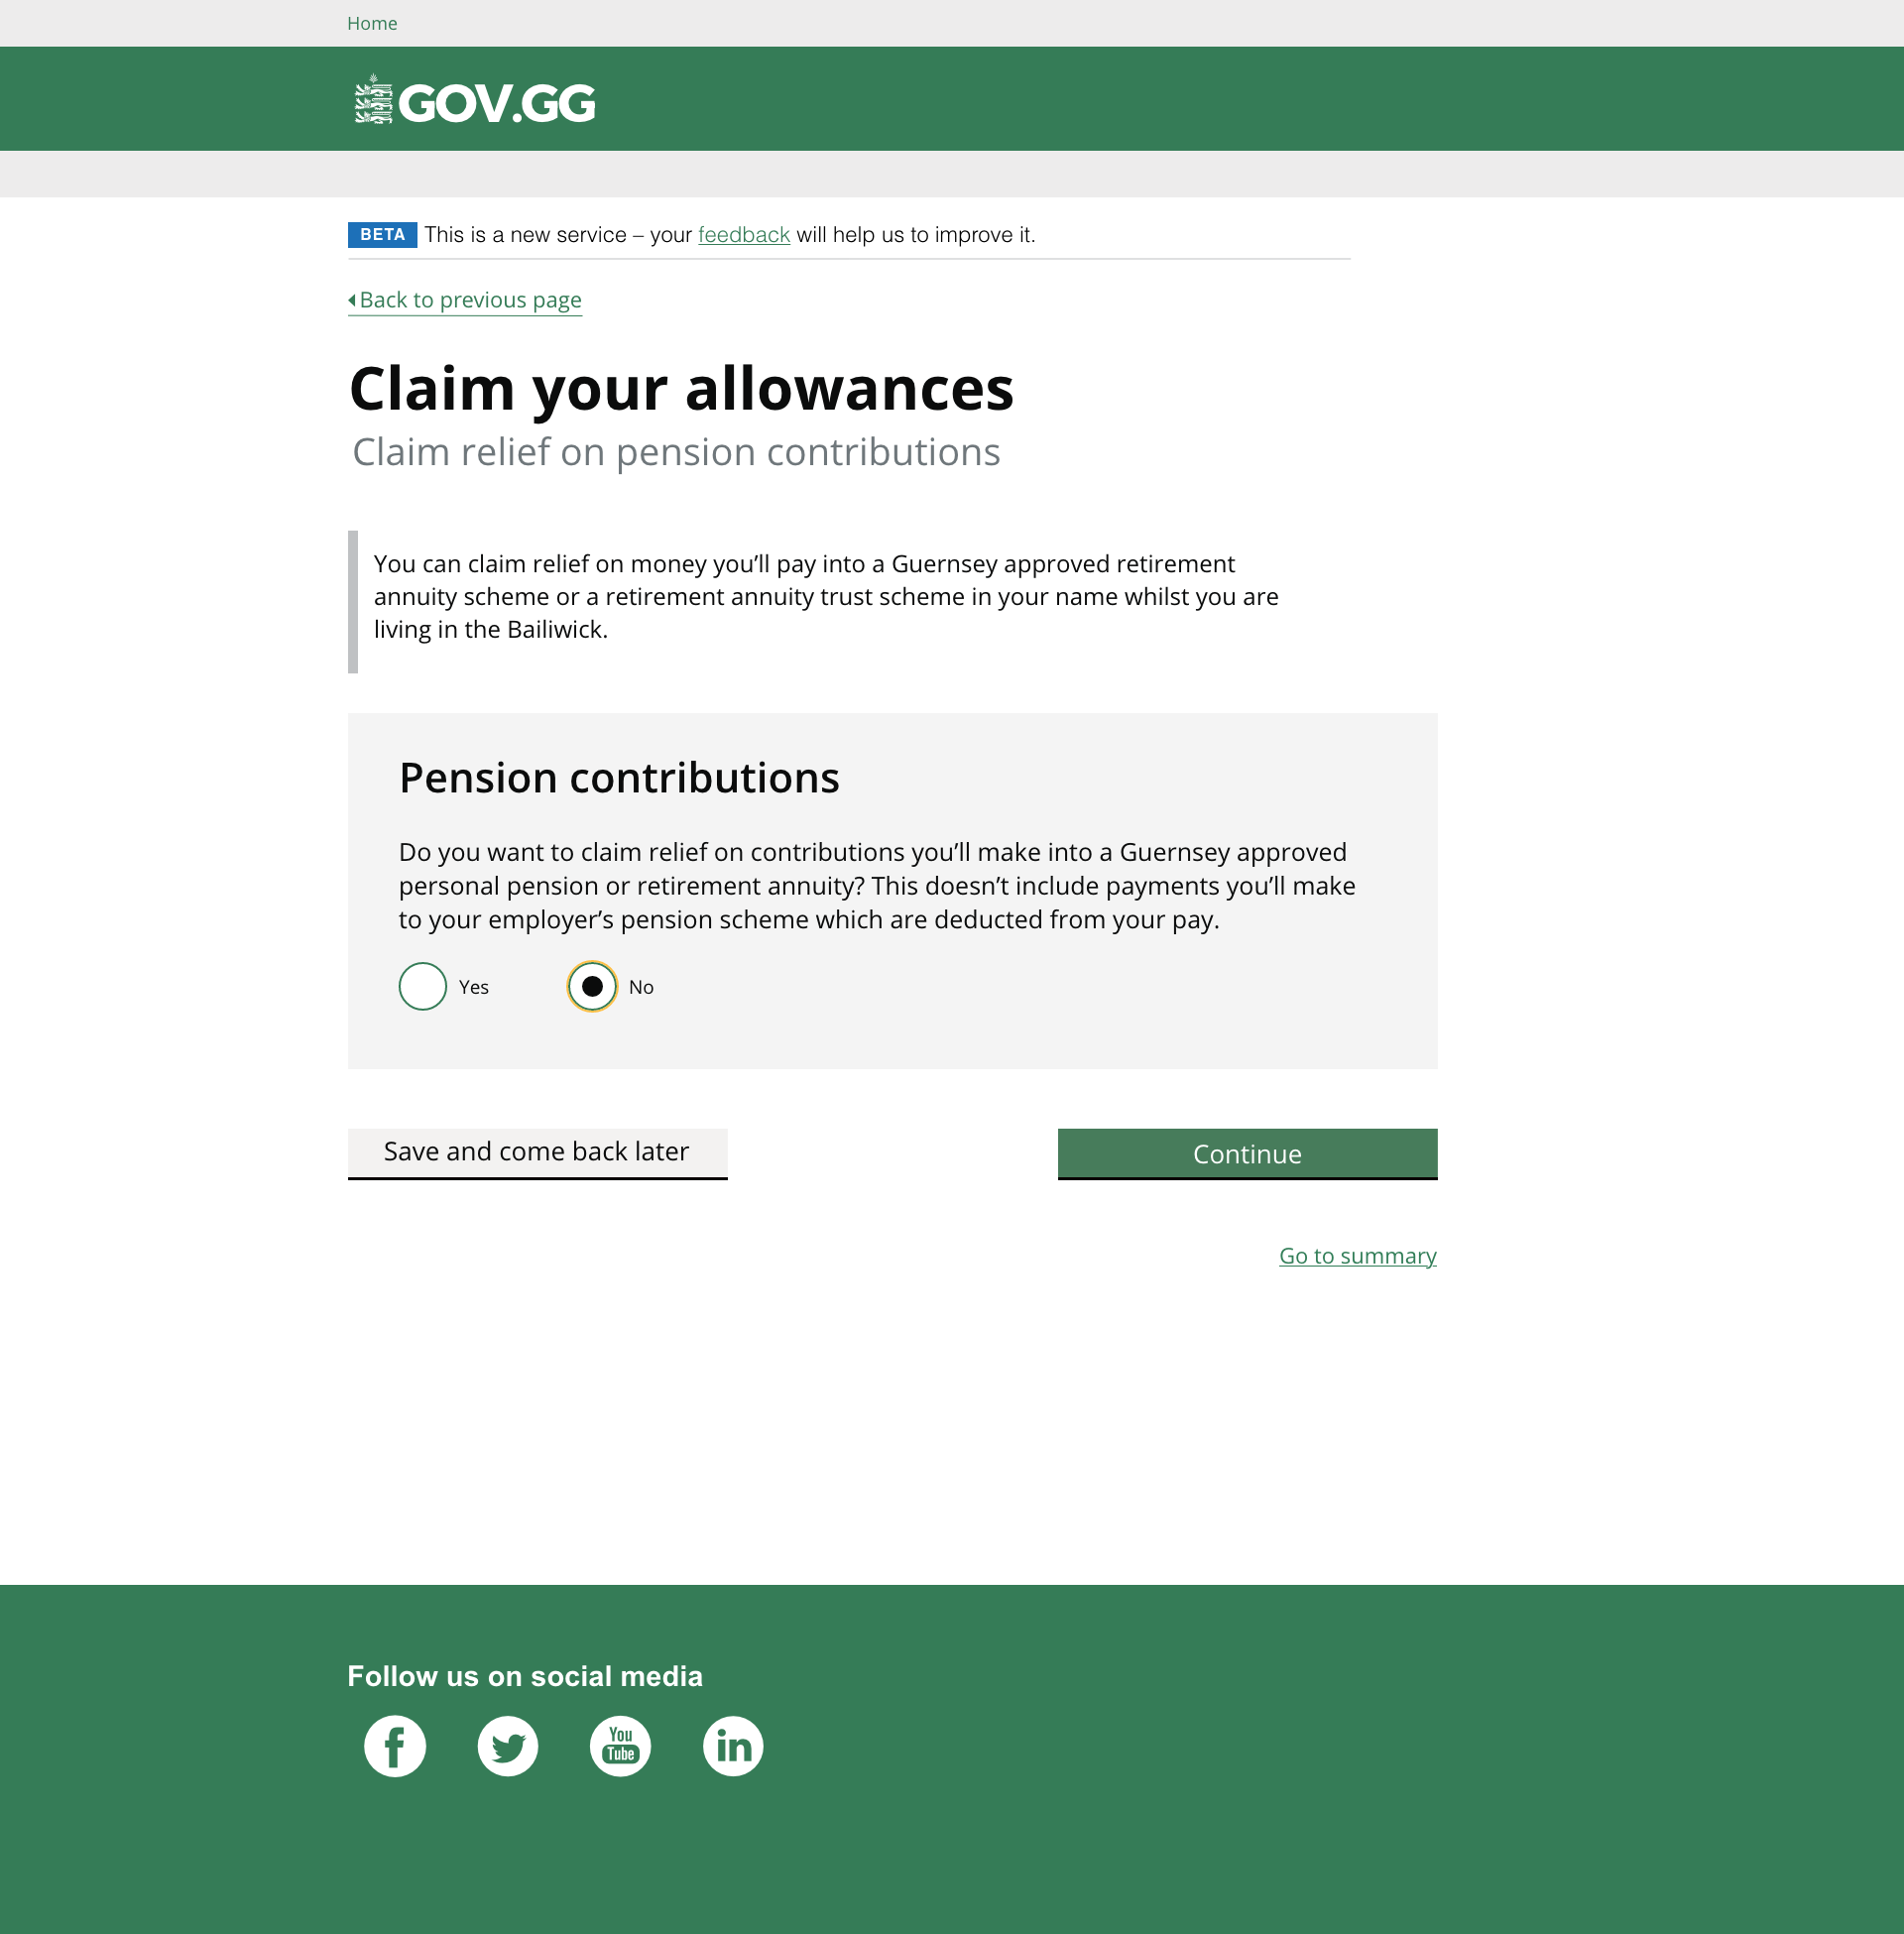 Home
GOV.GG
BETA This is a new service – your feedback will help us to improve it.
Back to previous page
Claim your allowances
Claim relief on pension contributions
You can claim relief on money you’ll pay into a Guernsey approved retirement
annuity scheme or a retirement annuity trust scheme in your name whilst you are
living in the Bailiwick.
Pension contributions
Do you want to claim relief on contributions you’ll make into a Guernsey approved
personal pension or retirement annuity? This doesn’t include payments you’ll make
to your employer’s pension scheme which are deducted from your pay.
Yes No
Save and come back later Continue
Go to summary
Follow us on social media
f You Tube in